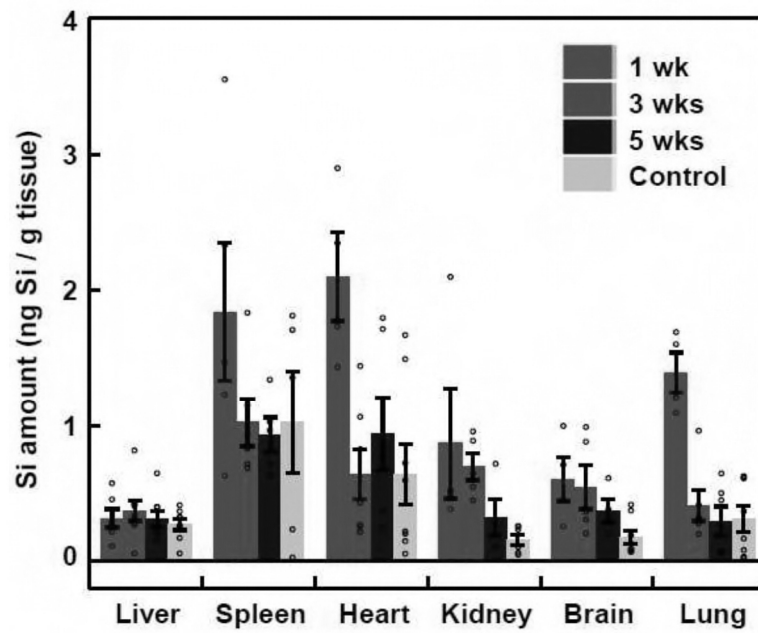 4
3
2
1
0
Si amount (ng Si / g tissue)
1 wk
3 wks
5 wks
Control
Liver Spleen Heart Kidney Brain Lung